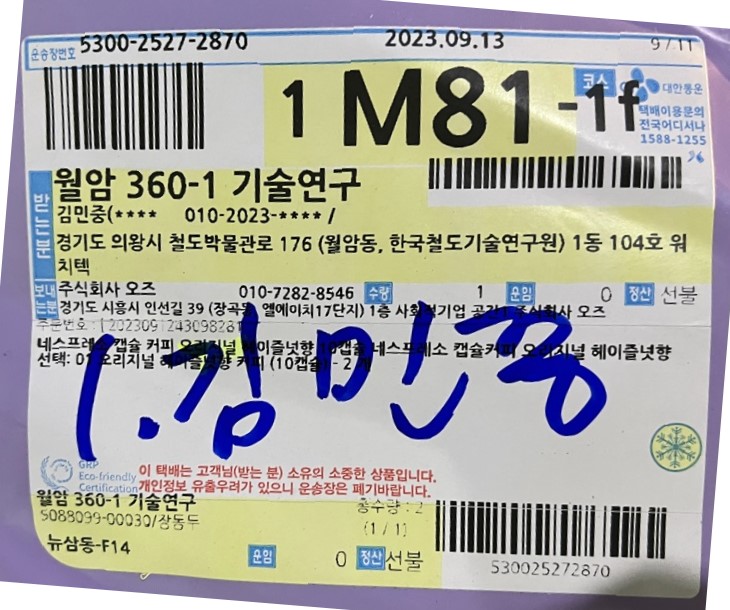 운송장번호 5300-2527-2870 2023.09.13 9/11
1 M81-1f 코스 대한통운
택배이용문의
전국어디서나
1588-1255
받는분 월암 360-1 기술연구
김민중(**** 010-2023-**** /
경기도 의왕시 철도박물관로 176 (월암동, 한국철도기술연구원) 1동 104호 워
치텍
보내는분 주식회사 오즈 010-7282-8546 수량 1 운임 0 정산 선불
경기도 시흥시 인선길 39 (장곡동, 엘에이치17단지) 1층 사회적기업 공간1 주식회사 오즈
주문번호 :
네스프레소 캡슐 커피 오리지널 헤이즐넛향 10캡슐 네스프레소 캡슐커피 오리지널 헤이즐넛향
선택: 01 오리지널 헤이즐넛향 커피 (10캡슐) - 2 개
1. 김민중
GRP
Eco-friendly
Certification
이 택배는 고객님(받는 분) 소유의 소중한 상품입니다.
개인정보 유출우려가 있으니 운송장은 폐기바랍니다.
월암 360-1 기술연구
5088099-00030/장동두 총수량 : 2
(1/1)
뉴삼동-F14 운임 0 정산 선불
530025272870